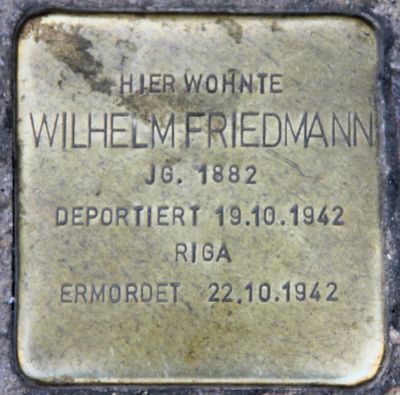 HIER WOHNTE
WILHELM FRIEDMANN
JG. 1882
DEPORTIERT 19.10.1942
RIGA
ERMORDET 22.10.1942